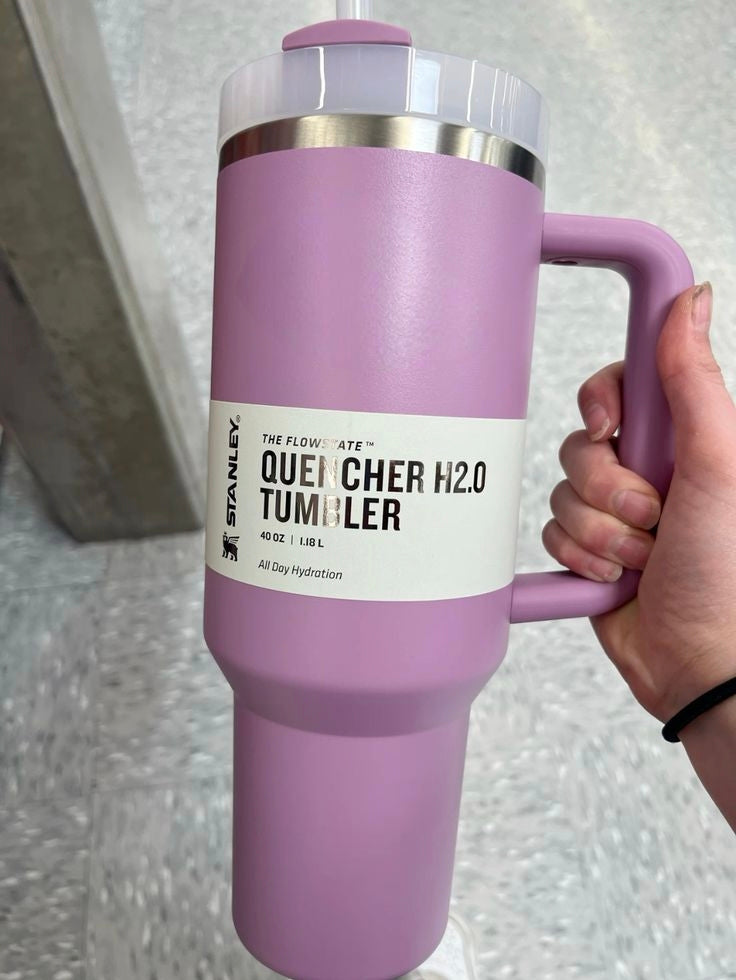 STANLEY®
THE FLOWSTATE™
QUENCHER H2.0
TUMBLER
40 OZ | 1.18 L
All Day Hydration